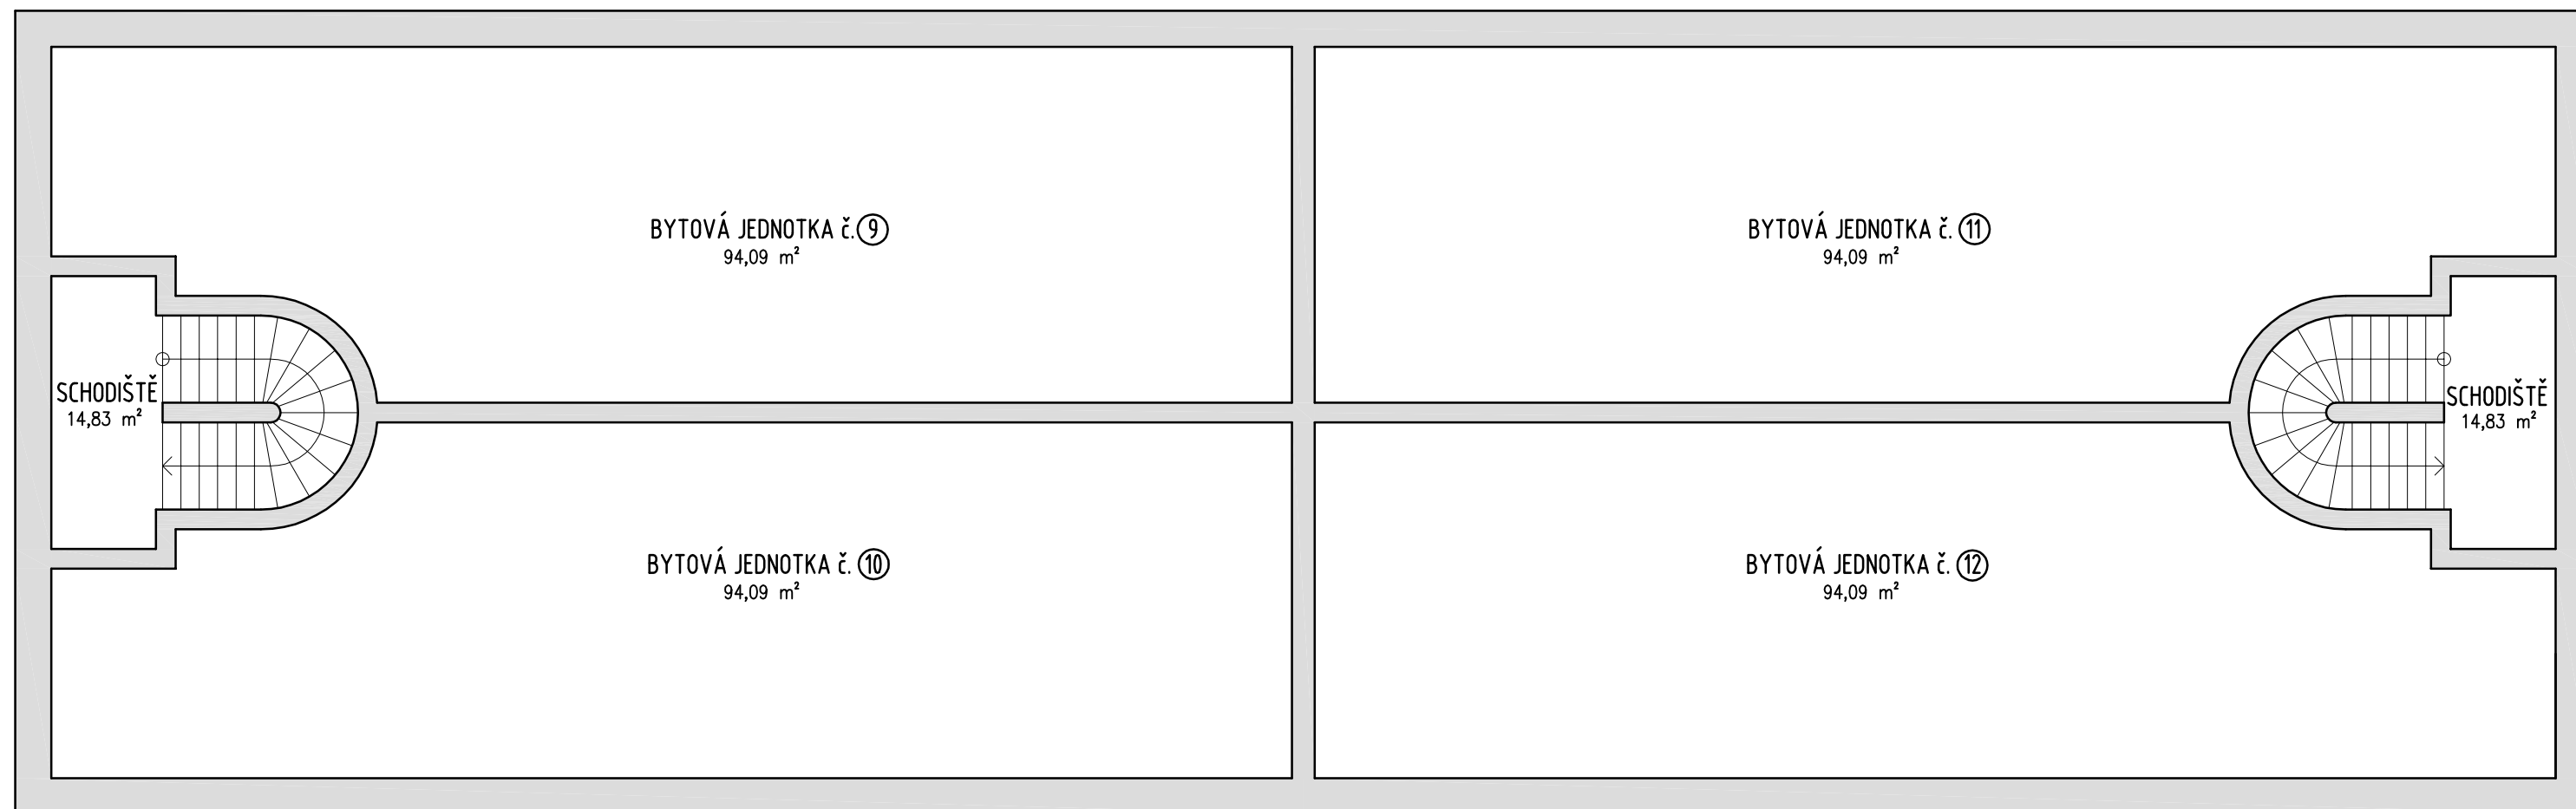 BYTOVÁ JEDNOTKA č. 9
94,09 m²
BYTOVÁ JEDNOTKA č. 11
94,09 m²
SCHODIŠTĚ
14,83 m²
SCHODIŠTĚ
14,83 m²
BYTOVÁ JEDNOTKA č. 10
94,09 m²
BYTOVÁ JEDNOTKA č. 12
94,09 m²